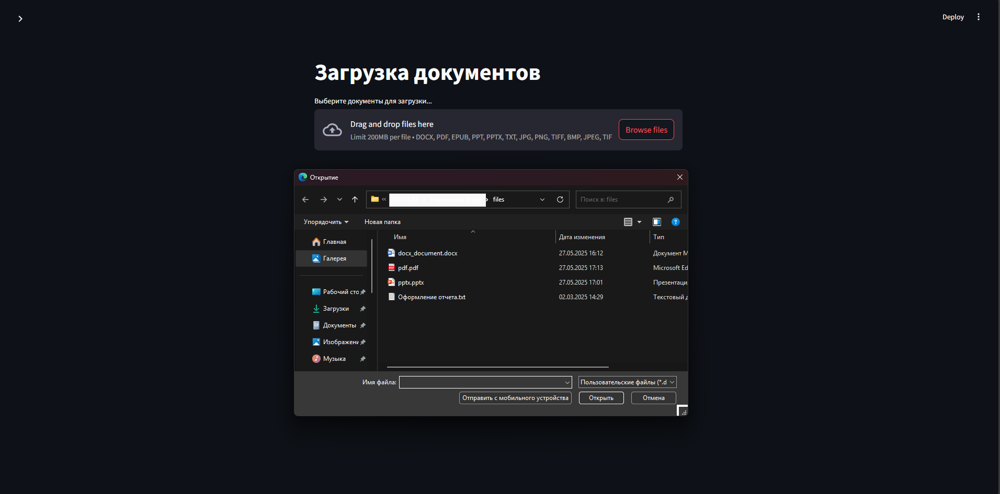 Deploy
Загрузка документов
Выберите документы для загрузки...
Drag and drop files here
Limit 200MB per file • DOCX, PDF, EPUB, PPT, PPTX, TXT, JPG, PNG, TIFF, BMP, JPEG, TIF
Browse files
Открытие
« › files
Поиск в: files
Упорядочить
Новая папка
Имя
Дата изменения
Тип
Главная
Галерея
Рабочий сто
Загрузки
Документы
Изображени
Музыка
docx_document.docx 27.05.2025 16:12 Документ M
pdf.pdf 27.05.2025 17:13 Microsoft Ed
pptx.pptx 27.05.2025 17:01 Презентаци
Оформление отчета.txt 02.03.2025 14:29 Текстовый д
Имя файла:
Пользовательские файлы (*.d
Отправить с мобильного устройства
Открыть
Отмена